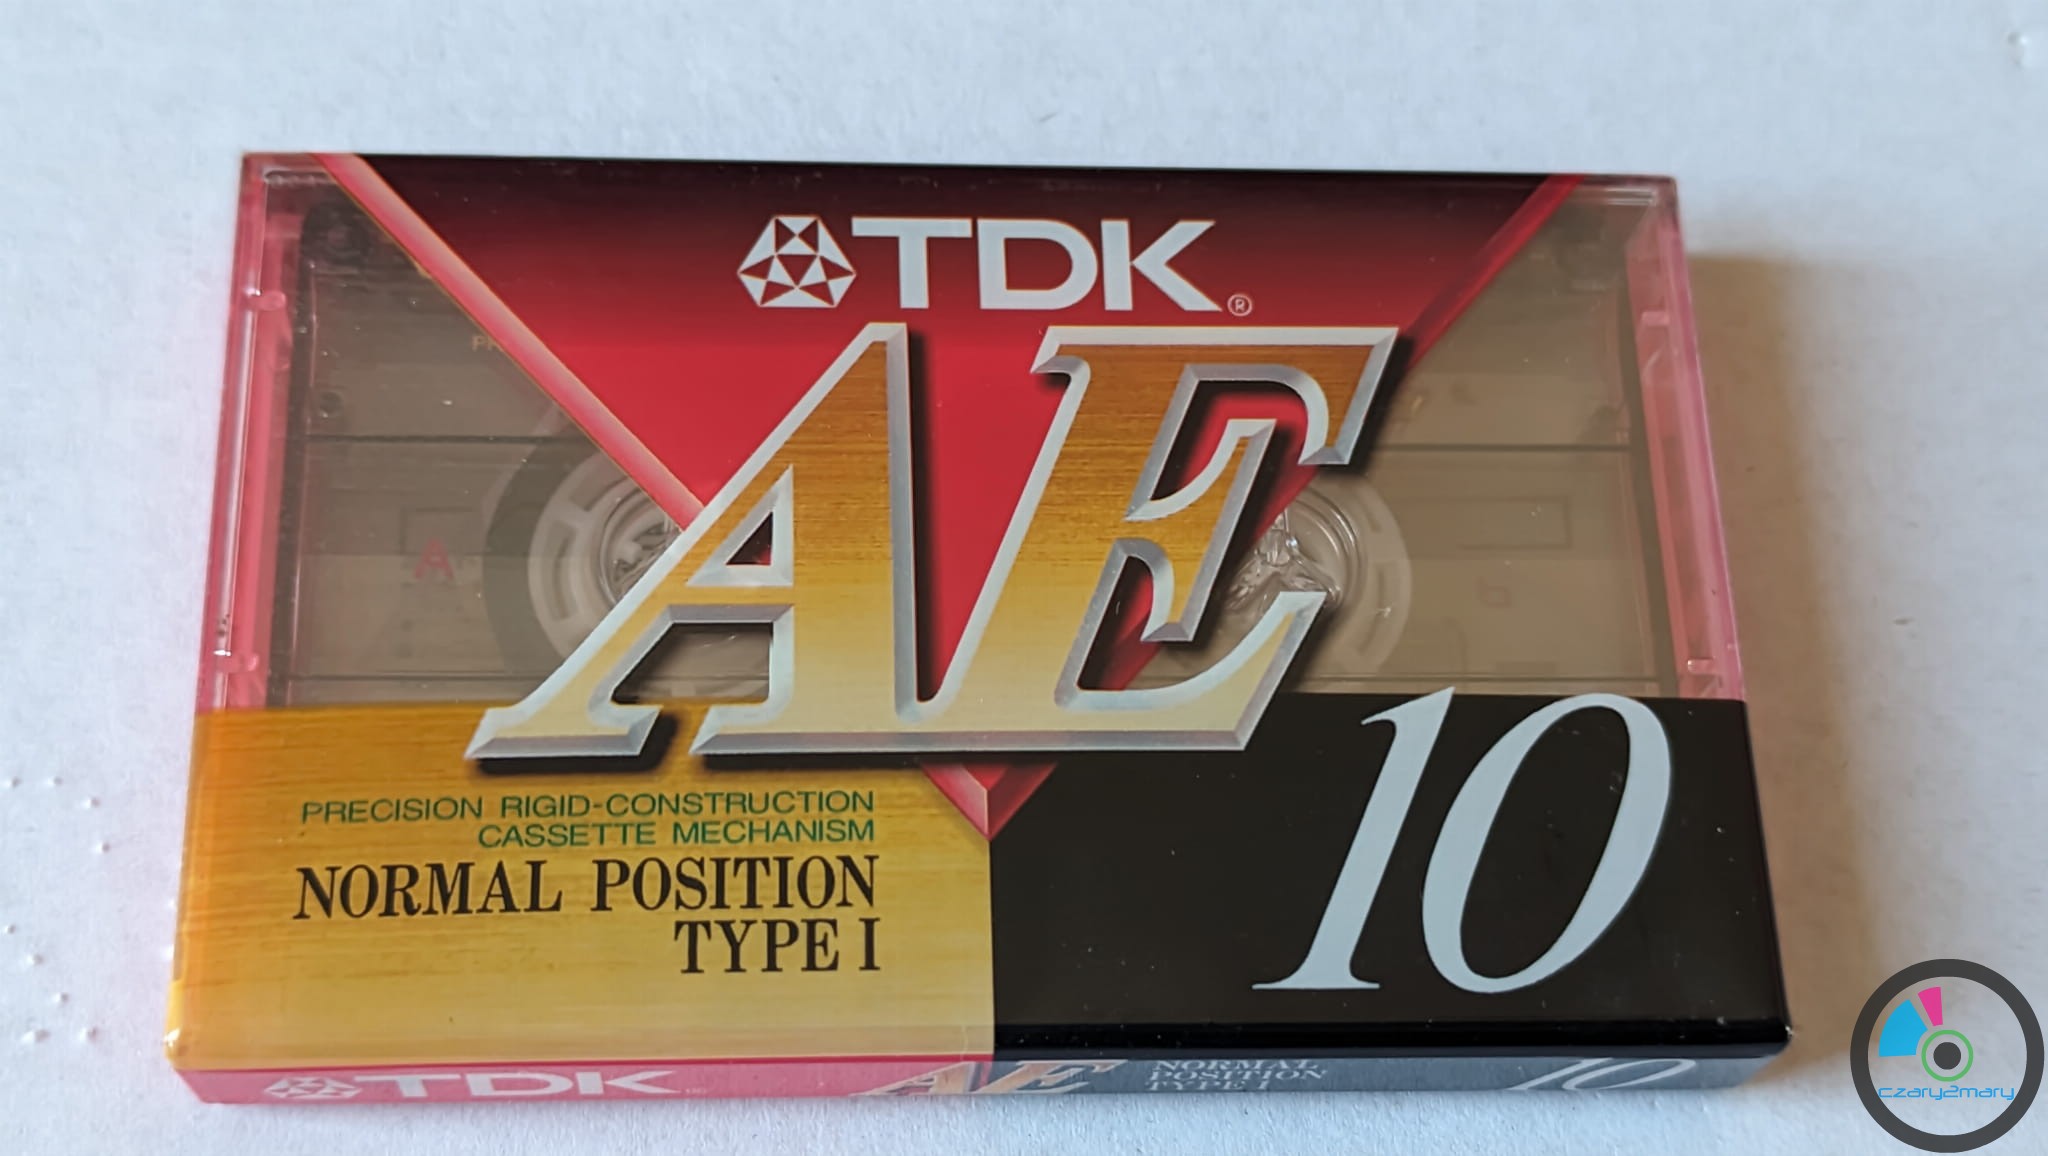 TDK®
AE
10
PRECISION RIGID-CONSTRUCTION
CASSETTE MECHANISM
NORMAL POSITION
TYPE I
A
TDK
AE
NORMAL
POSITION
TYPE I
10
czary2mary